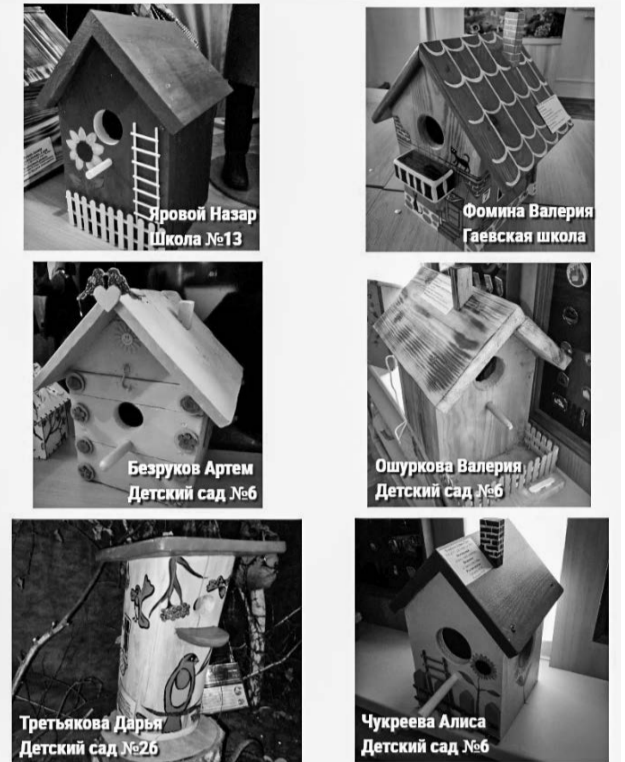 Яровой Назар
Школа №13
Фомина Валерия
Гаевская школа
Безруков Артем
Детский сад №6
Ошуркова Валерия
Детский сад №6
Третьякова Дарья
Детский сад №26
Чукреева Алиса
Детский сад №6